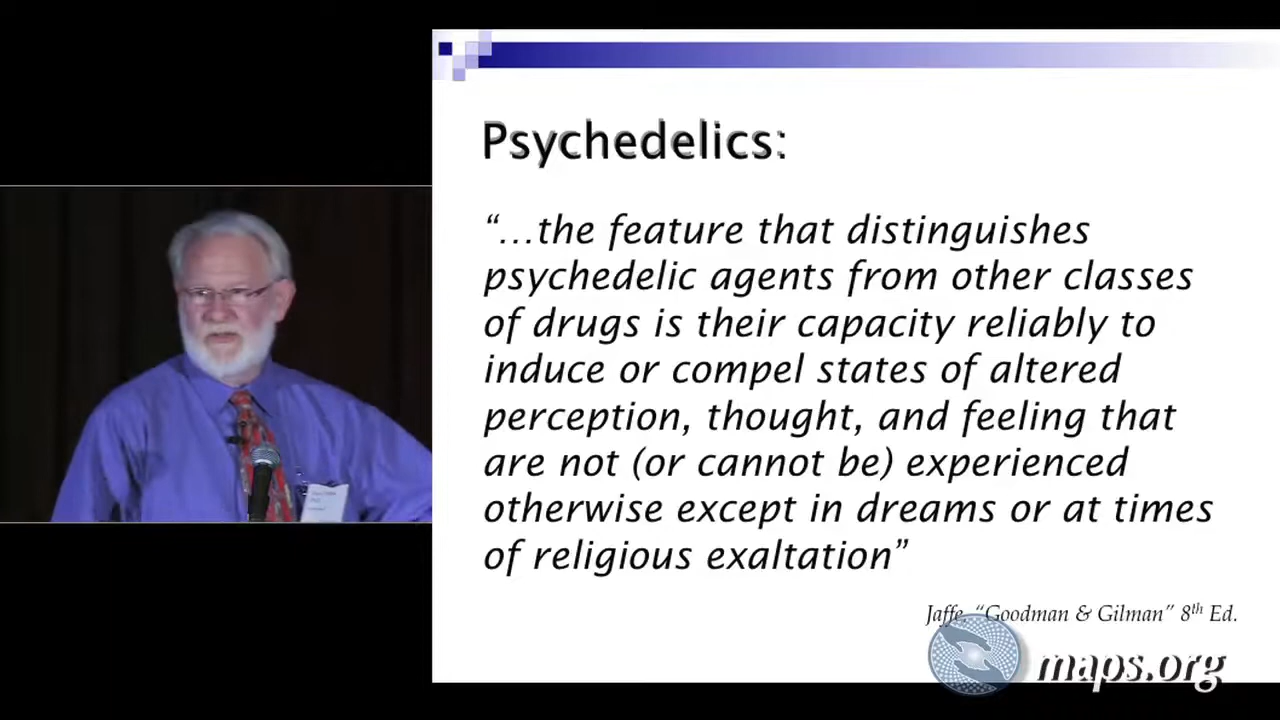 Psychedelics:
“...the feature that distinguishes
psychedelic agents from other classes
of drugs is their capacity reliably to
induce or compel states of altered
perception, thought, and feeling that
are not (or cannot be) experienced
otherwise except in dreams or at times
of religious exaltation”
Jaffe, “Goodman & Gilman” 8th Ed.
maps.org